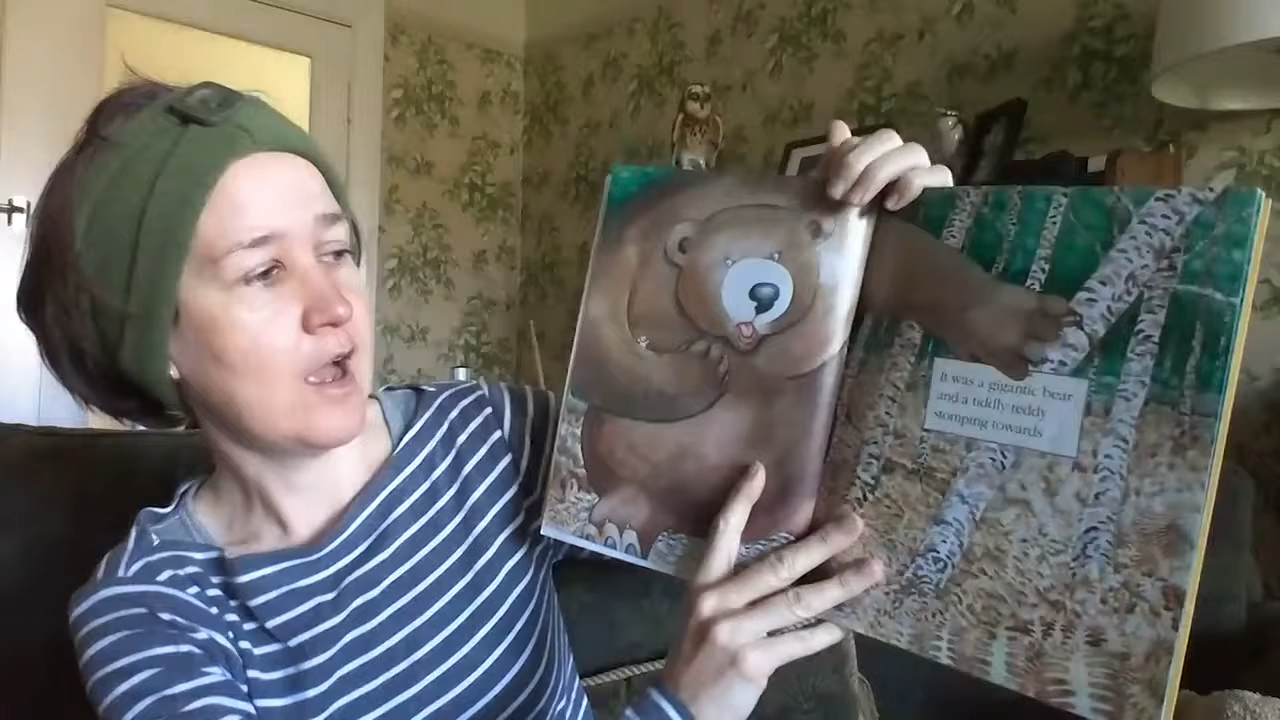 It was a gigantic bear
and a tiddly teddy
stomping towards